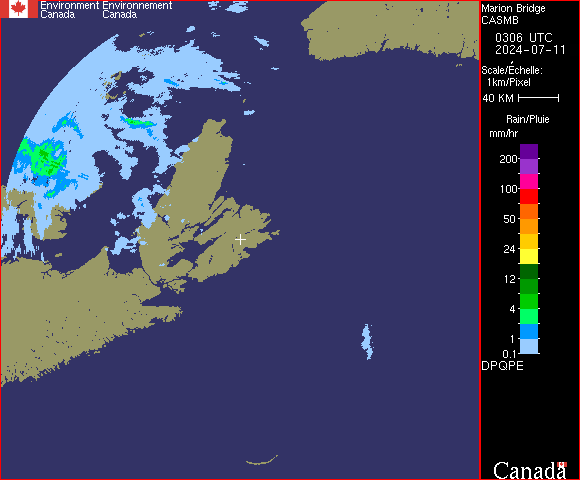 Environment Environnement
Canada Canada
Marion Bridge
CASMB
0306 UTC
2024-07-11
Scale/Échelle:
1km/Pixel
40 KM
Rain/Pluie
mm/hr
200
100
50
24
12
4
1
0.1
DPQPE
Canada